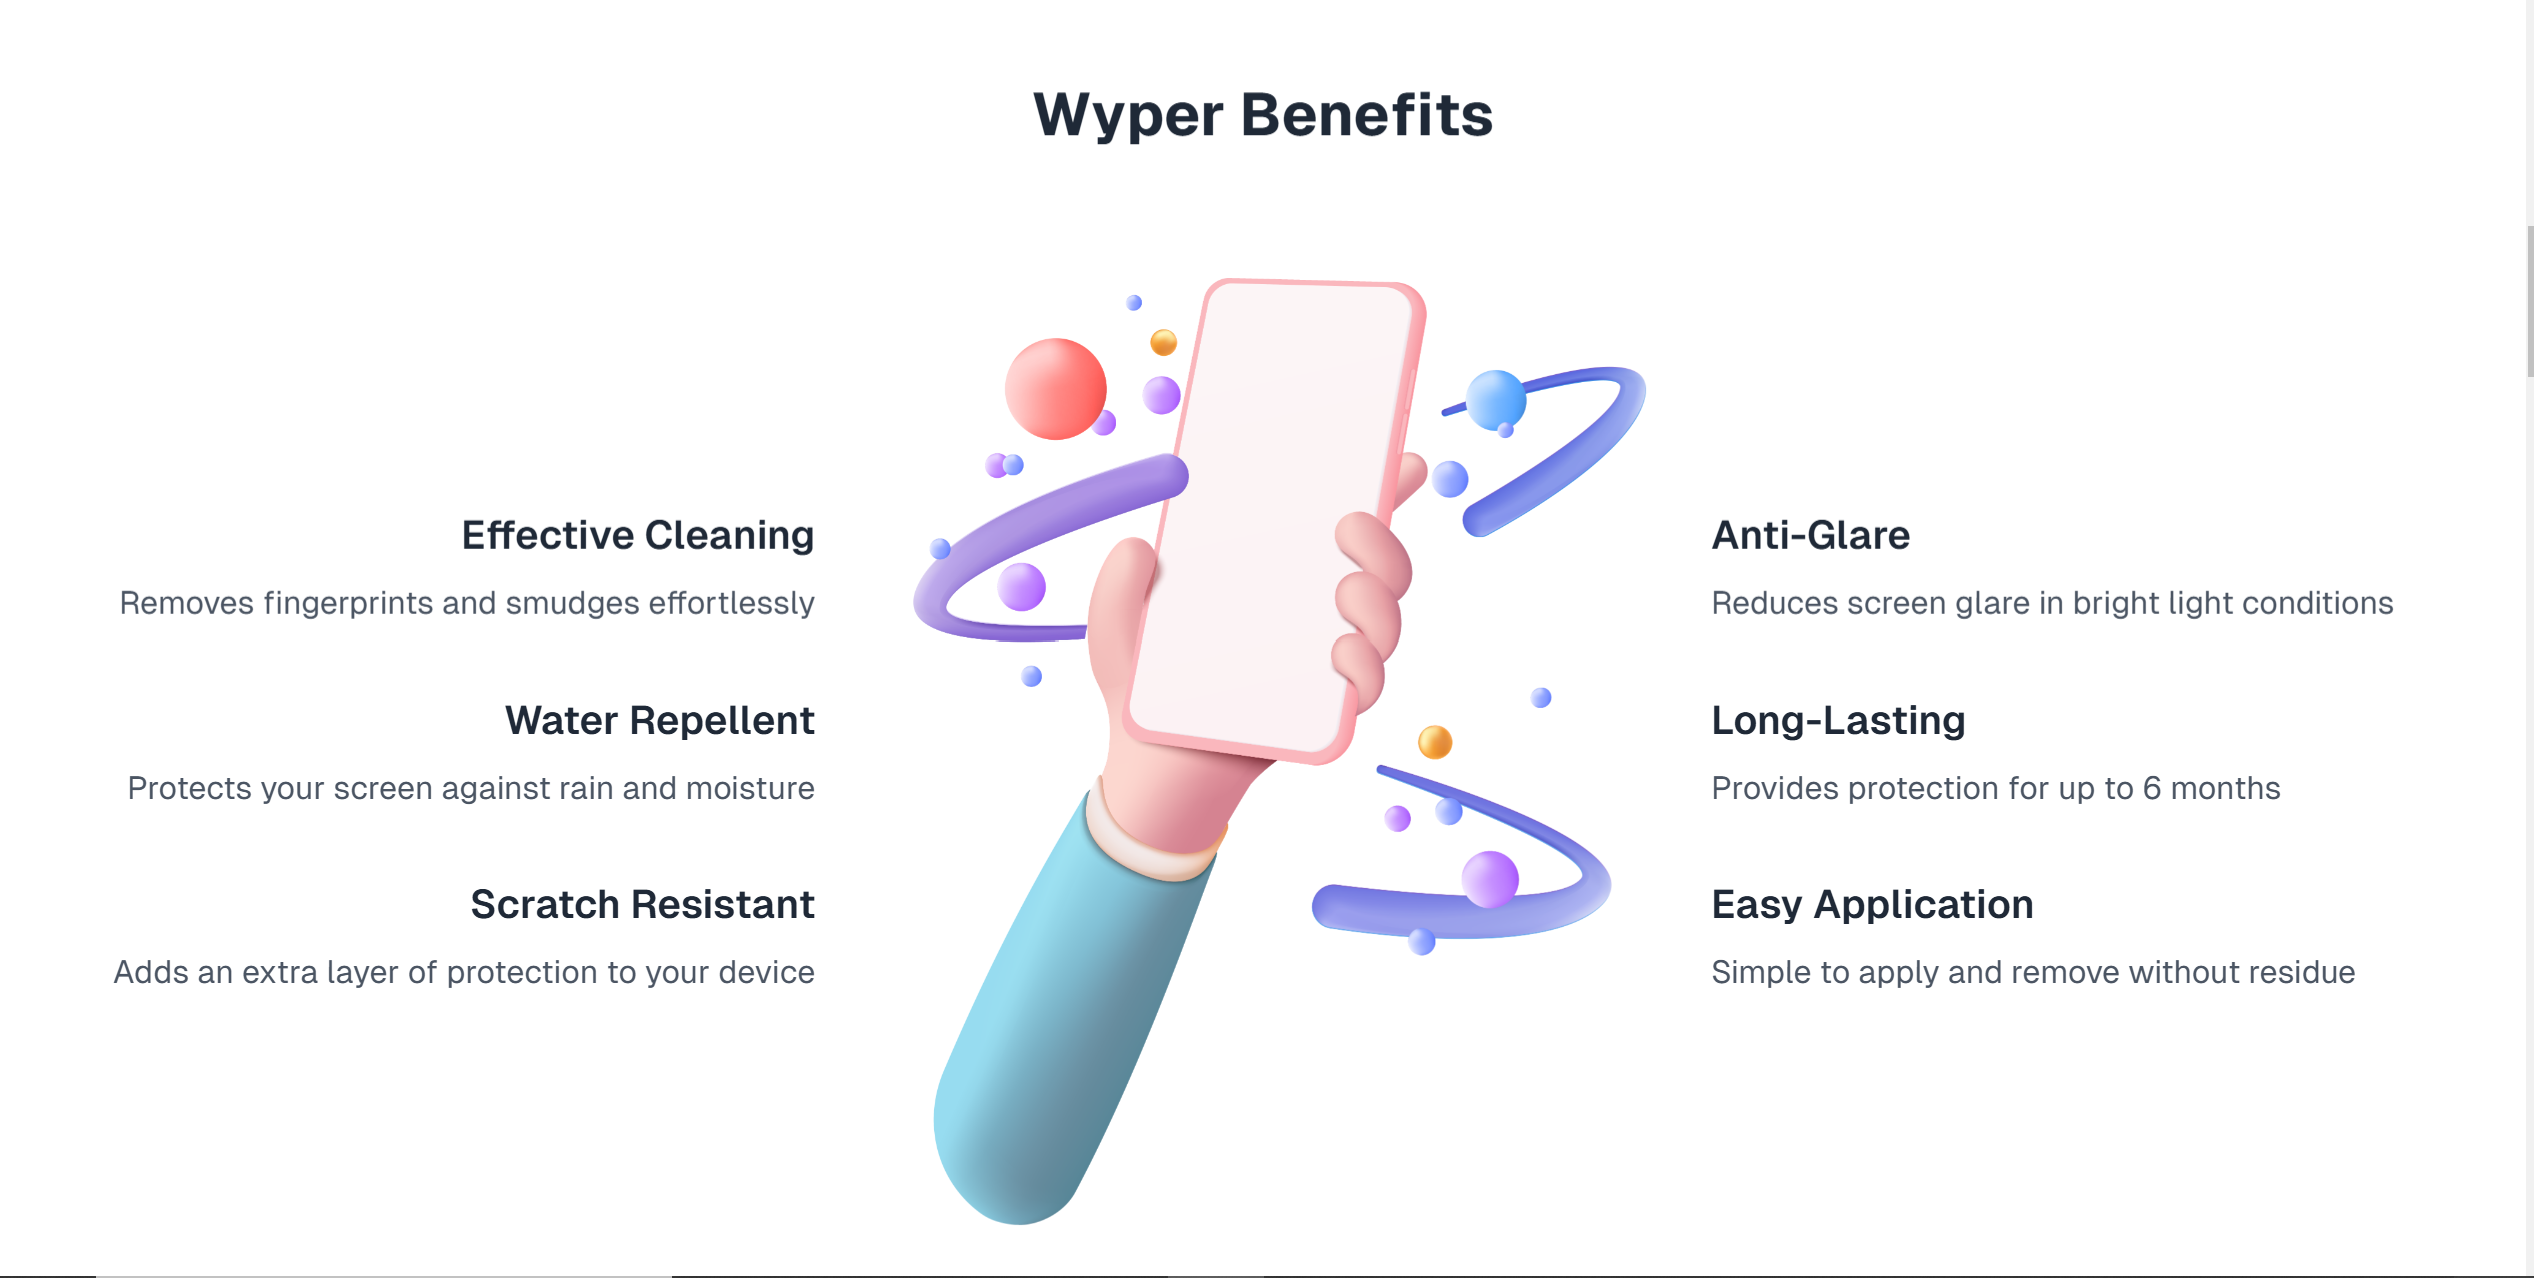 Wyper Benefits
Effective Cleaning
Removes fingerprints and smudges effortlessly
Water Repellent
Protects your screen against rain and moisture
Scratch Resistant
Adds an extra layer of protection to your device
Anti-Glare
Reduces screen glare in bright light conditions
Long-Lasting
Provides protection for up to 6 months
Easy Application
Simple to apply and remove without residue